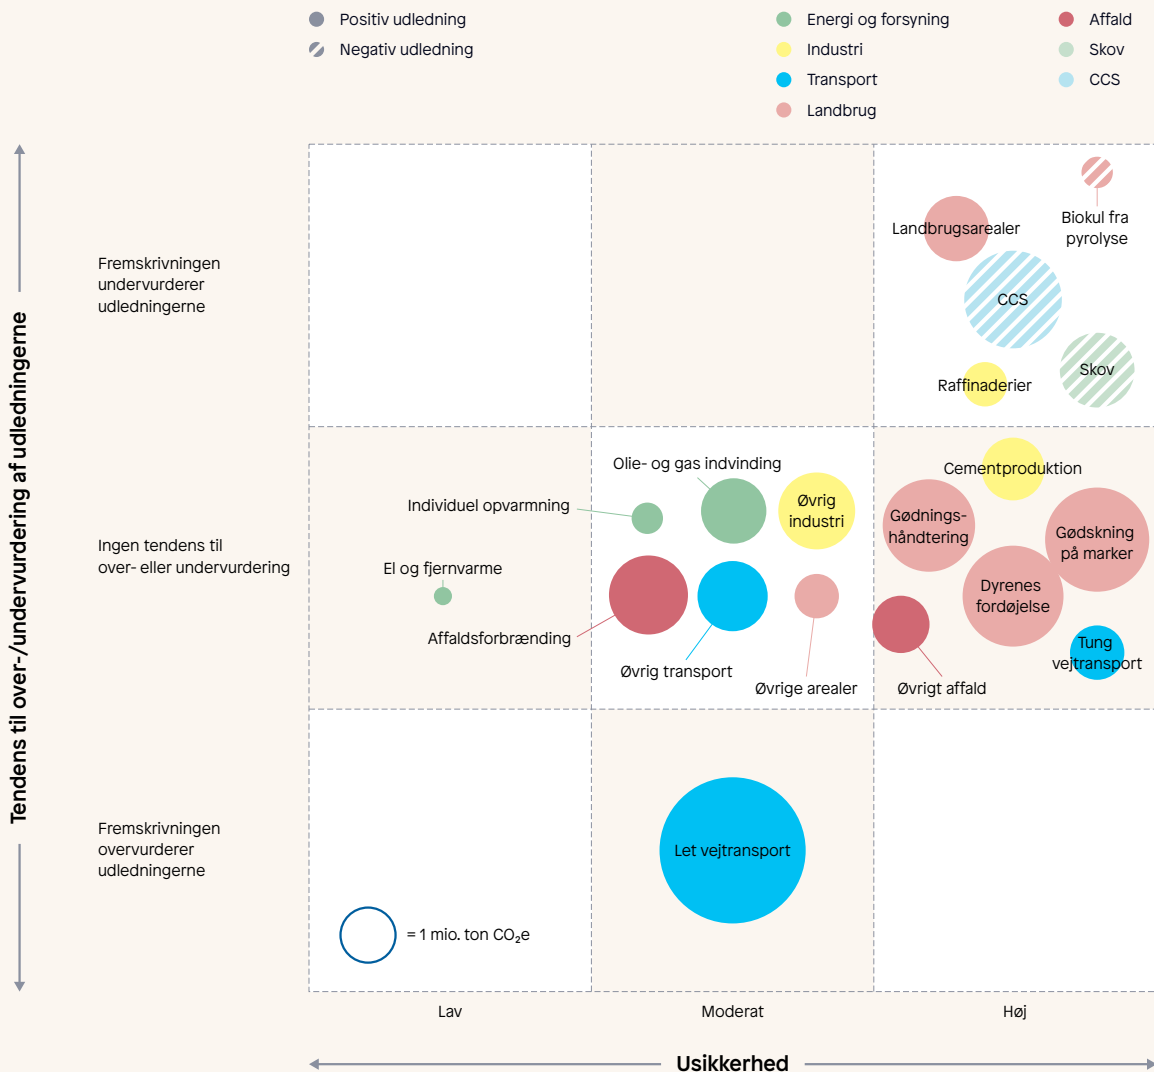 Positiv udledning
Negativ udledning
Energi og forsyning
Industri
Transport
Landbrug
Affald
Skov
CCS
Tendens til over-/undervurdering af udledningerne
Fremskrivningen
undervurderer
udledningerne
Landbrugsarealer
Biokul fra
pyrolyse
CCS
Skov
Raffinaderier
Ingen tendens til
over- eller undervurdering
Olie- og gas indvinding
Individuel opvarmning
Øvrig
industri
El og fjernvarme
Affaldsforbrænding
Øvrig transport
Øvrige arealer
Cementproduktion
Gødnings-
håndtering
Gødskning
på marker
Dyrenes
fordøjelse
Tung
vejtransport
Øvrigt affald
Fremskrivningen
overvurderer
udledningerne
Let vejtransport
= 1 mio. ton CO₂e
Lav
Moderat
Høj
Usikkerhed